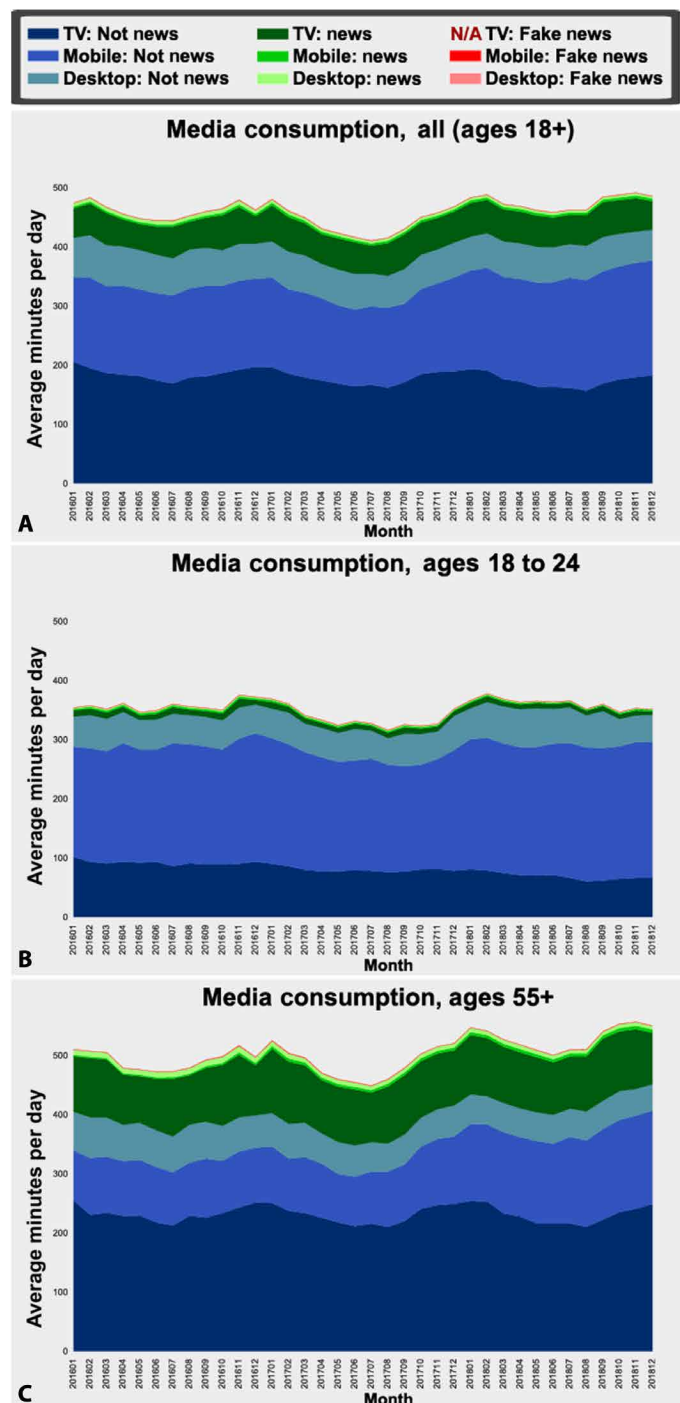 TV: Not news TV: news N/A TV: Fake news
Mobile: Not news Mobile: news Mobile: Fake news
Desktop: Not news Desktop: news Desktop: Fake news
Media consumption, all (ages 18+)
Average minutes per day
500
400
300
200
100
0
201601 201602 201603 201604 201605 201606 201607 201608 201609 201610 201611 201612 201701 201702 201703 201704 201705 201706 201707 201708 201709 201710 201711 201712 201801 201802 201803 201804 201805 201806 201807 201808 201809 201810 201811 201812
Month
A
Media consumption, ages 18 to 24
Average minutes per day
500
400
300
200
100
0
201601 201602 201603 201604 201605 201606 201607 201608 201609 201610 201611 201612 201701 201702 201703 201704 201705 201706 201707 201708 201709 201710 201711 201712 201801 201802 201803 201804 201805 201806 201807 201808 201809 201810 201811 201812
Month
B
Media consumption, ages 55+
Average minutes per day
500
400
300
200
100
0
201601 201602 201603 201604 201605 201606 201607 201608 201609 201610 201611 201612 201701 201702 201703 201704 201705 201706 201707 201708 201709 201710 201711 201712 201801 201802 201803 201804 201805 201806 201807 201808 201809 201810 201811 201812
Month
C